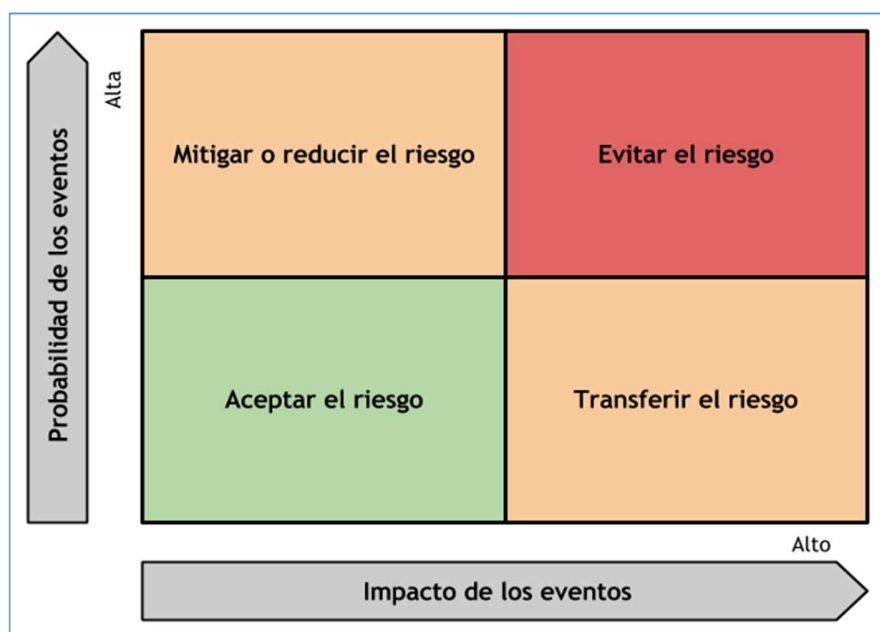 Probabilidad de los eventos
Alta
Mitigar o reducir el riesgo
Evitar el riesgo
Aceptar el riesgo
Transferir el riesgo
Alto
Impacto de los eventos